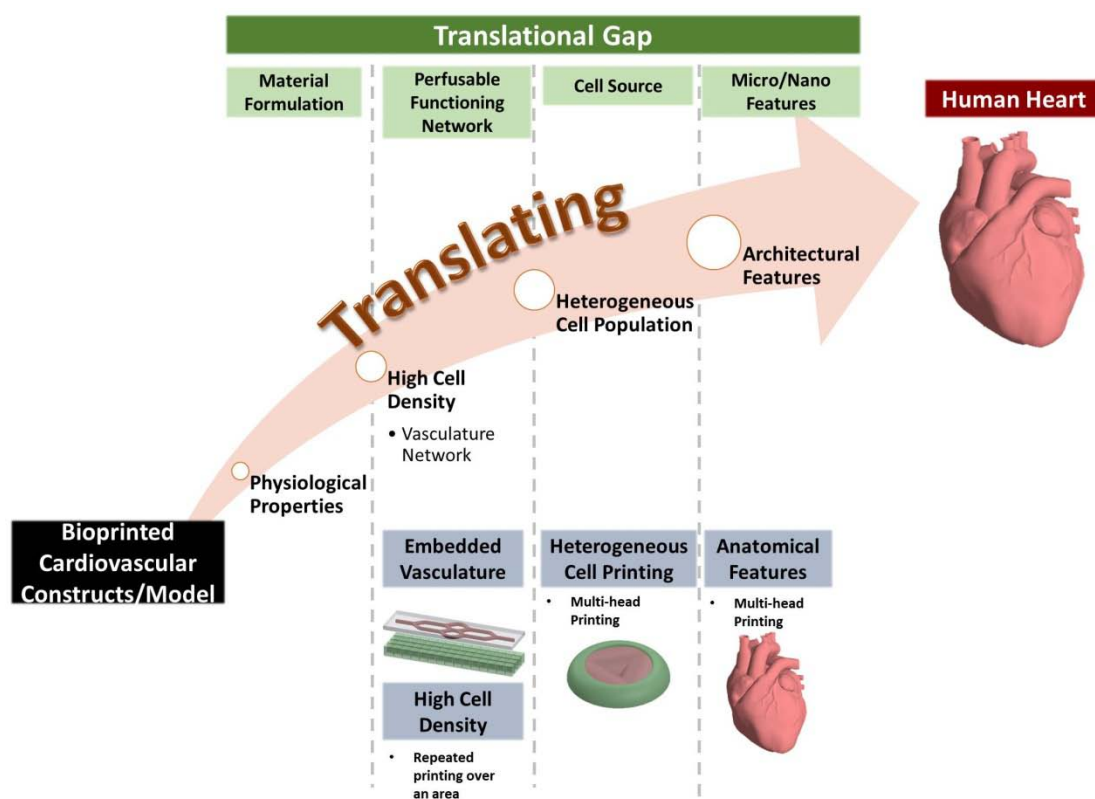 Translational Gap
Material
Formulation
Perfusable
Functioning
Network
Cell Source
Micro/Nano
Features
Human Heart
Translating
Architectural
Features
Heterogeneous
Cell Population
High Cell
Density
• Vasculature
Network
Physiological
Properties
Bioprinted
Cardiovascular
Constructs/Model
Embedded
Vasculature
High Cell
Density
• Repeated
printing over
an area
Heterogeneous
Cell Printing
• Multi-head
Printing
Anatomical
Features
• Multi-head
Printing